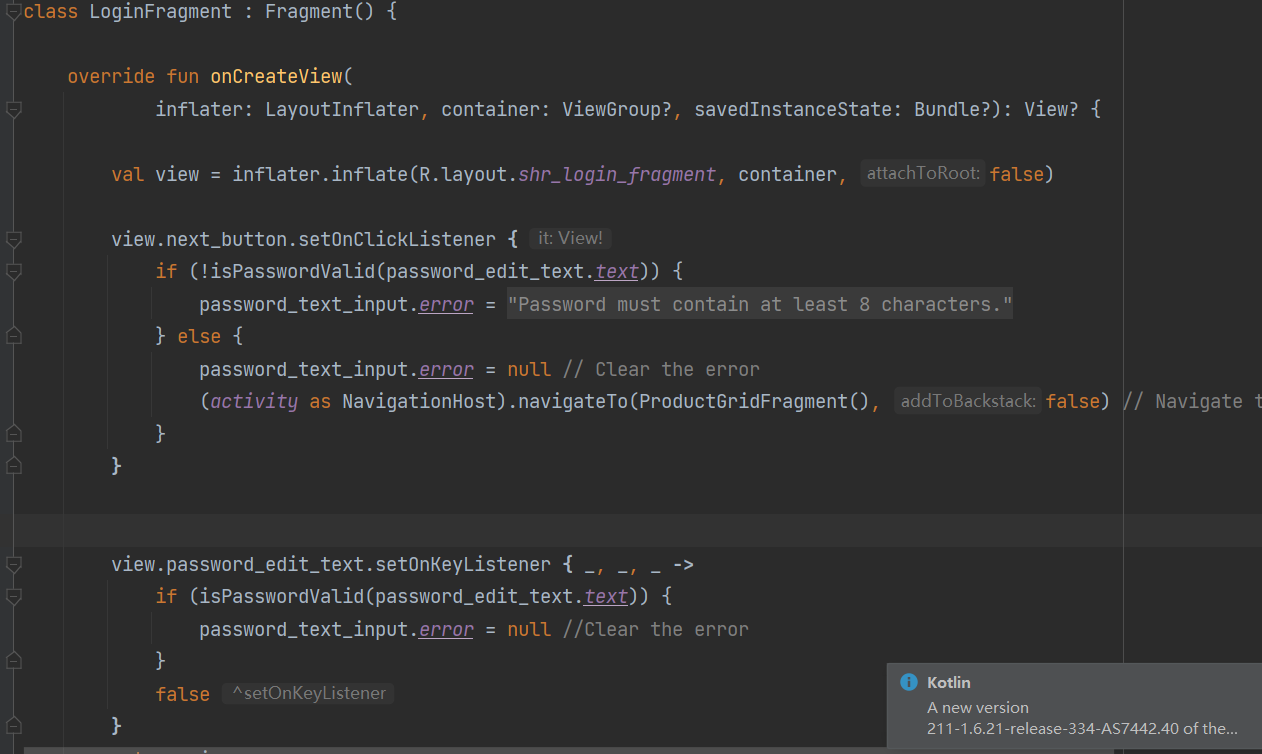 class LoginFragment : Fragment() {
override fun onCreateView(
inflater: LayoutInflater, container: ViewGroup?, savedInstanceState: Bundle?): View? {
val view = inflater.inflate(R.layout.shr_login_fragment, container, attachToRoot: false)
view.next_button.setOnClickListener { it: View!
if (!isPasswordValid(password_edit_text.text)) {
password_text_input.error = "Password must contain at least 8 characters."
} else {
password_text_input.error = null // Clear the error
(activity as NavigationHost).navigateTo(ProductGridFragment(), addToBackstack: false) // Navigate t
}
}
view.password_edit_text.setOnKeyListener { _, _, _ ->
if (isPasswordValid(password_edit_text.text)) {
password_text_input.error = null //Clear the error
}
false ^setOnKeyListener
}
Kotlin
A new version
211-1.6.21-release-334-AS7442.40 of the...